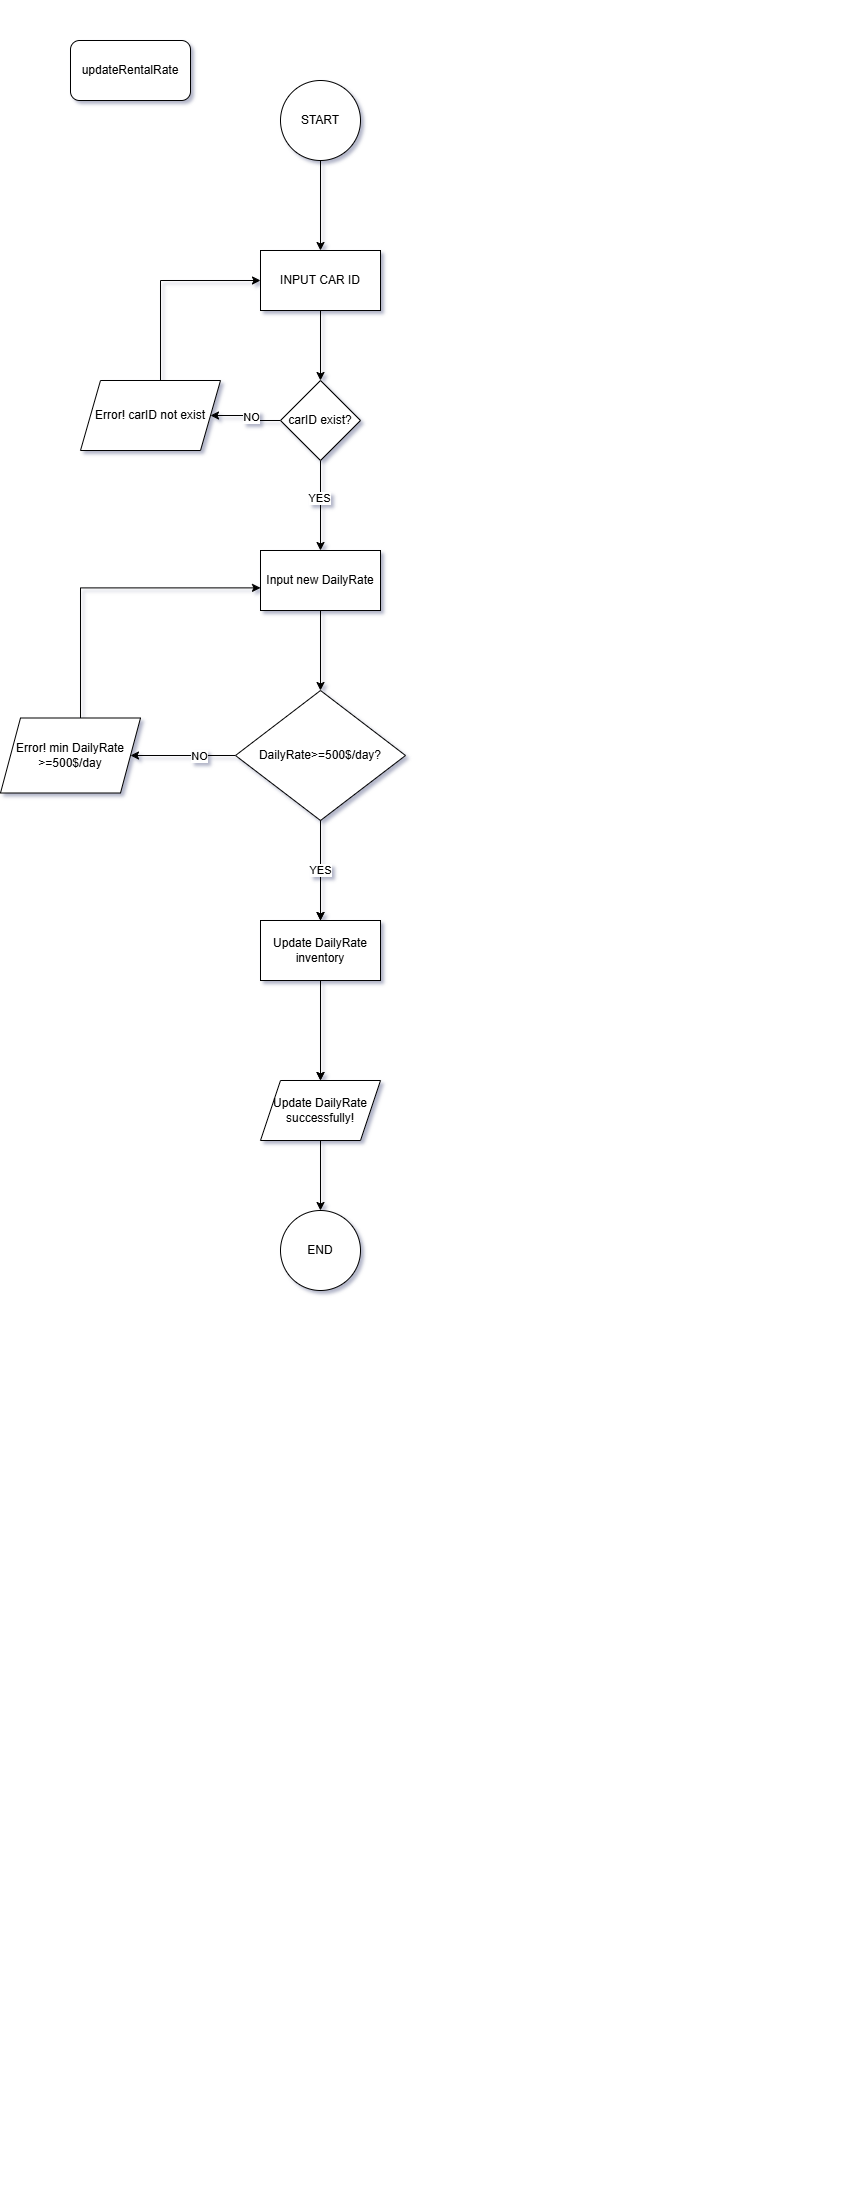 updateRentalRate
START
INPUT CAR ID
carID exist?
NO
Error! carID not exist
YES
Input new DailyRate
DailyRate>=500$/day?
NO
Error! min DailyRate
>=500$/day
YES
Update DailyRate
inventory
Update DailyRate
successfully!
END